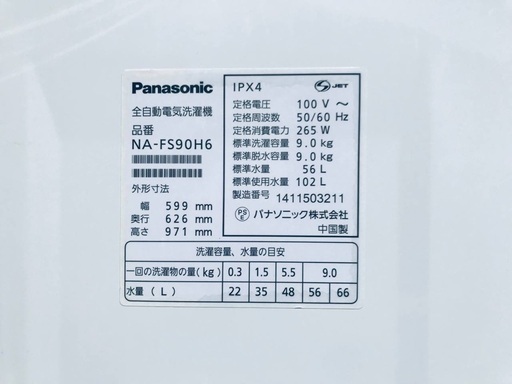 Panasonic
全自動電気洗濯機
品番
NA-FS90H6
外形寸法
幅 599 mm
奥行 626 mm
高さ 971 mm
IPX4
S-JET
定格電圧 100 V ～
定格周波数 50/60 Hz
定格消費電力 265 W
標準洗濯容量 9.0 kg
標準脱水容量 9.0 kg
標準水量 56 L
標準使用水量 102 L
製造番号 1411503211
PS E パナソニック株式会社
中国製
洗濯容量、水量の目安
一回の洗濯物の量(kg) 0.3 1.5 5.5 9.0
水量（L） 22 35 48 56 66